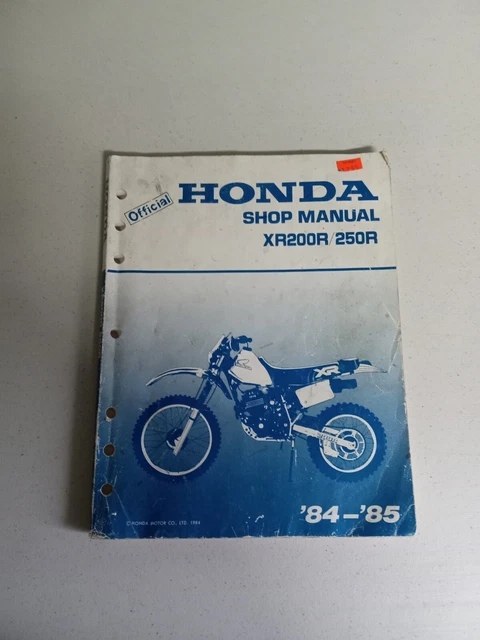 Official
HONDA
SHOP MANUAL
XR200R/250R
R
XR
'84-'85
© HONDA MOTOR CO., LTD. 1984